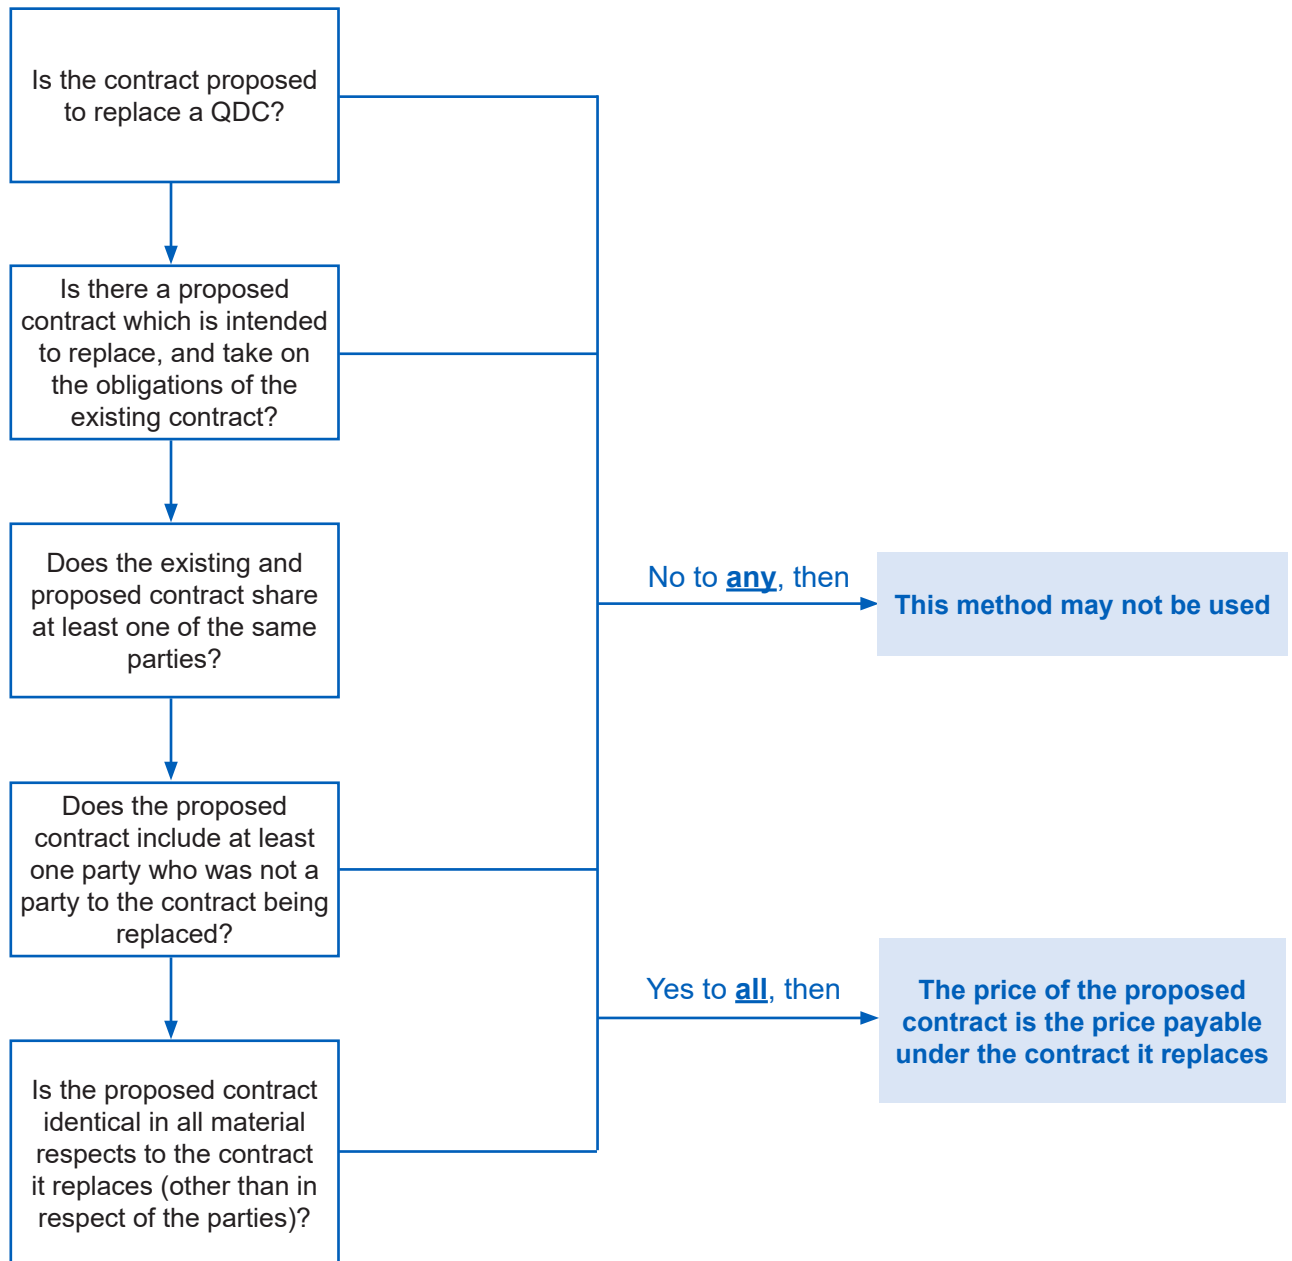 Is the contract proposed
to replace a QDC?
Is there a proposed
contract which is intended
to replace, and take on
the obligations of the
existing contract?
Does the existing and
proposed contract share
at least one of the same
parties?
Does the proposed
contract include at least
one party who was not a
party to the contract being
replaced?
Is the proposed contract
identical in all material
respects to the contract
it replaces (other than in
respect of the parties)?
No to any, then
This method may not be used
Yes to all, then
The price of the proposed
contract is the price payable
under the contract it replaces